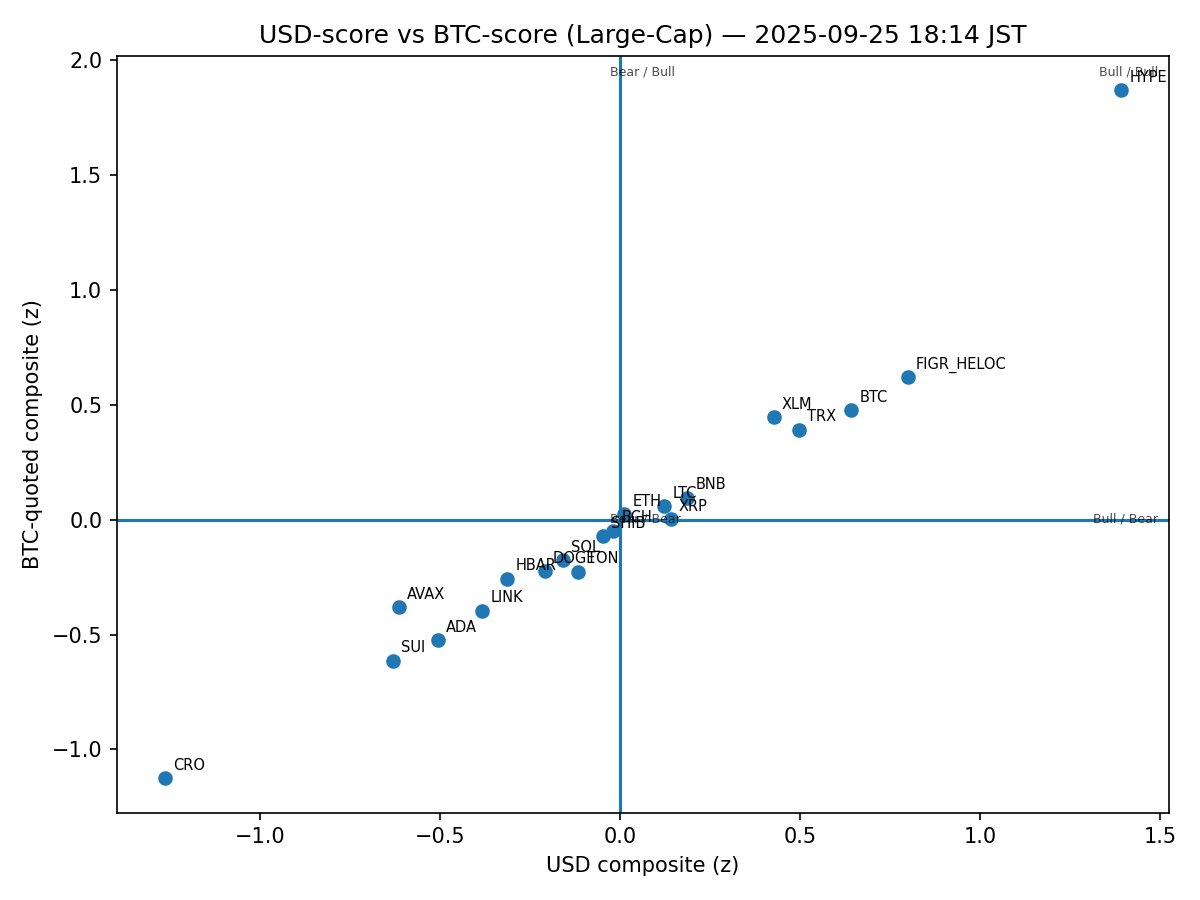 USD-score vs BTC-score (Large-Cap) — 2025-09-25 18:14 JST
2.0
Bear / Bull
Bull / Bull
HYPE
1.5
1.0
FIGR_HELOC
BTC
XLM
TRX
0.5
BNB
LTC
ETH
XRP
BCH
SHIB
0.0
Bull / Bear
SOL
DOGE
TON
HBAR
AVAX
LINK
ADA
−0.5
SUI
−1.0
CRO
−1.0
−0.5
0.0
0.5
1.0
1.5
USD composite (z)
BTC-quoted composite (z)